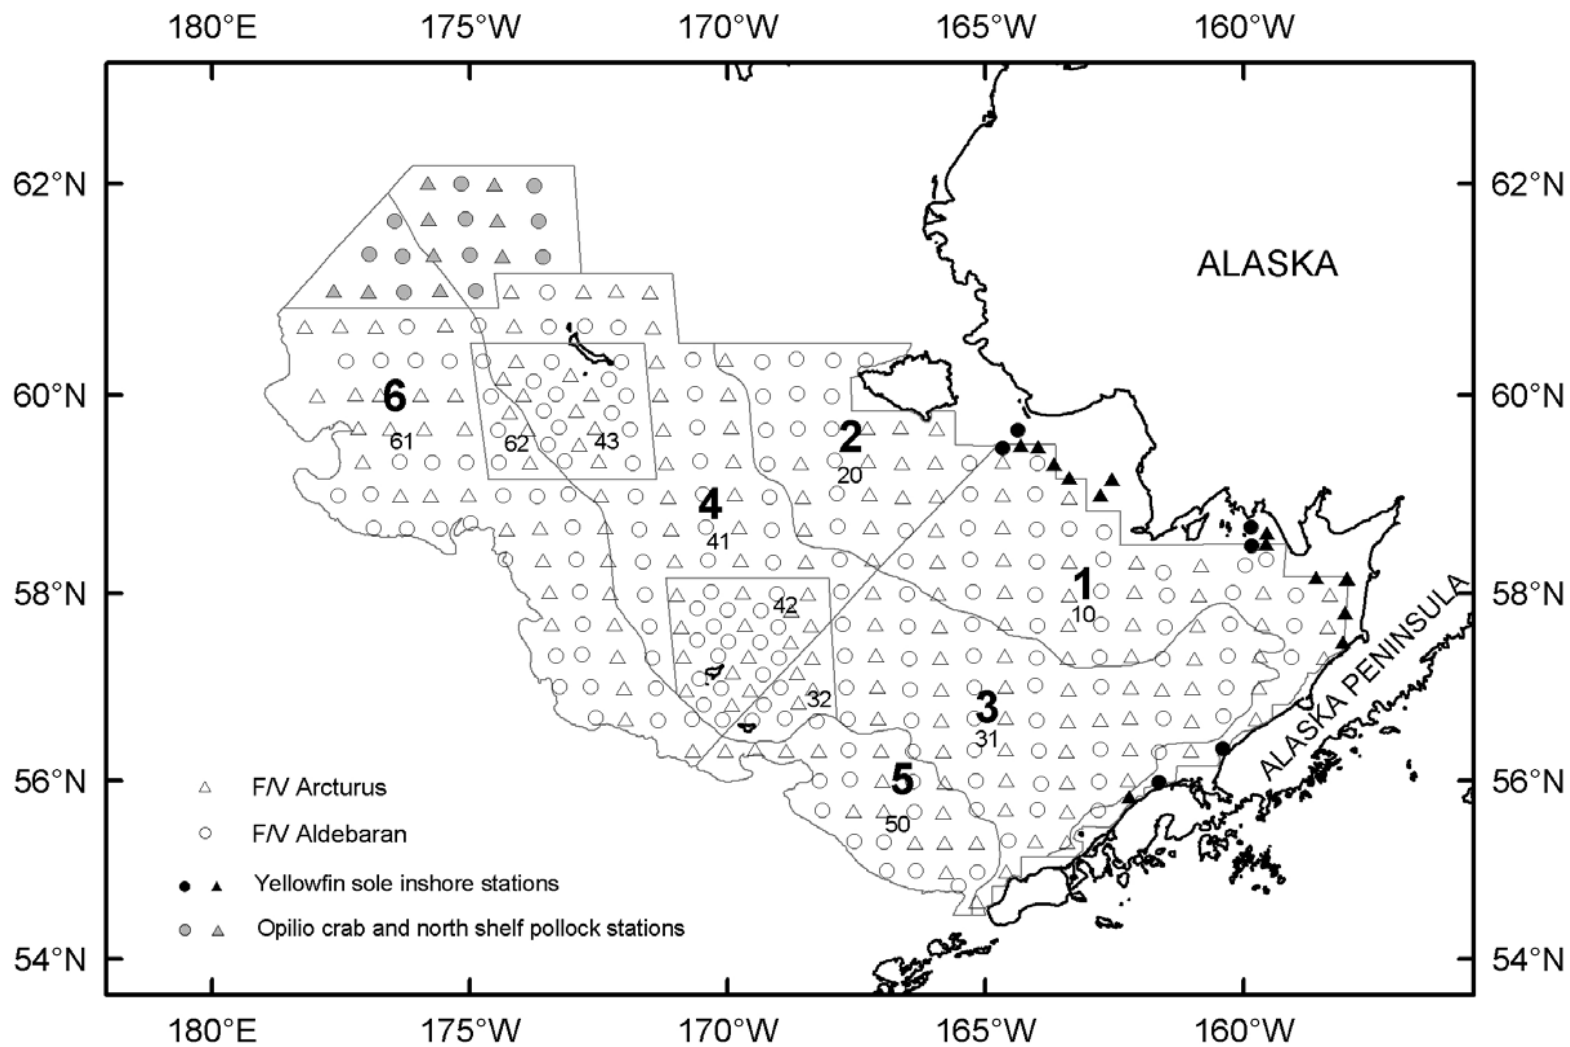 180°E 175°W 170°W 165°W 160°W
62°N 62°N
ALASKA
60°N 60°N
6
61
62 43
2
20
4
41
58°N 58°N
1
10
42
ALASKA PENINSULA
32
3
31
56°N 56°N
5
50
F/V Arcturus
F/V Aldebaran
Yellowfin sole inshore stations
Opilio crab and north shelf pollock stations
54°N 54°N
180°E 175°W 170°W 165°W 160°W